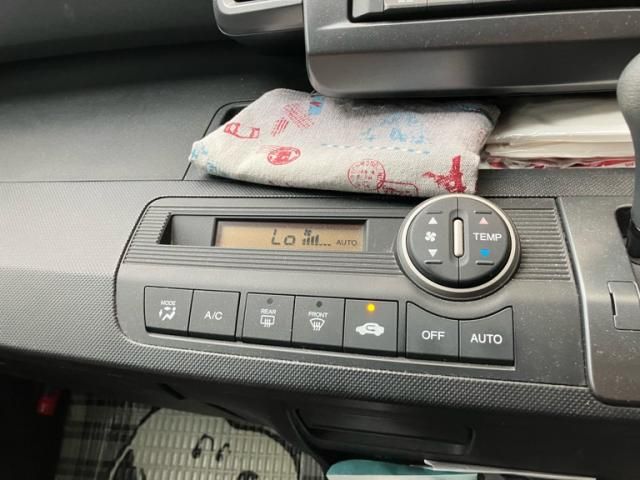 Lo AUTO
TEMP
MODE
A/C
REAR
FRONT
OFF
AUTO